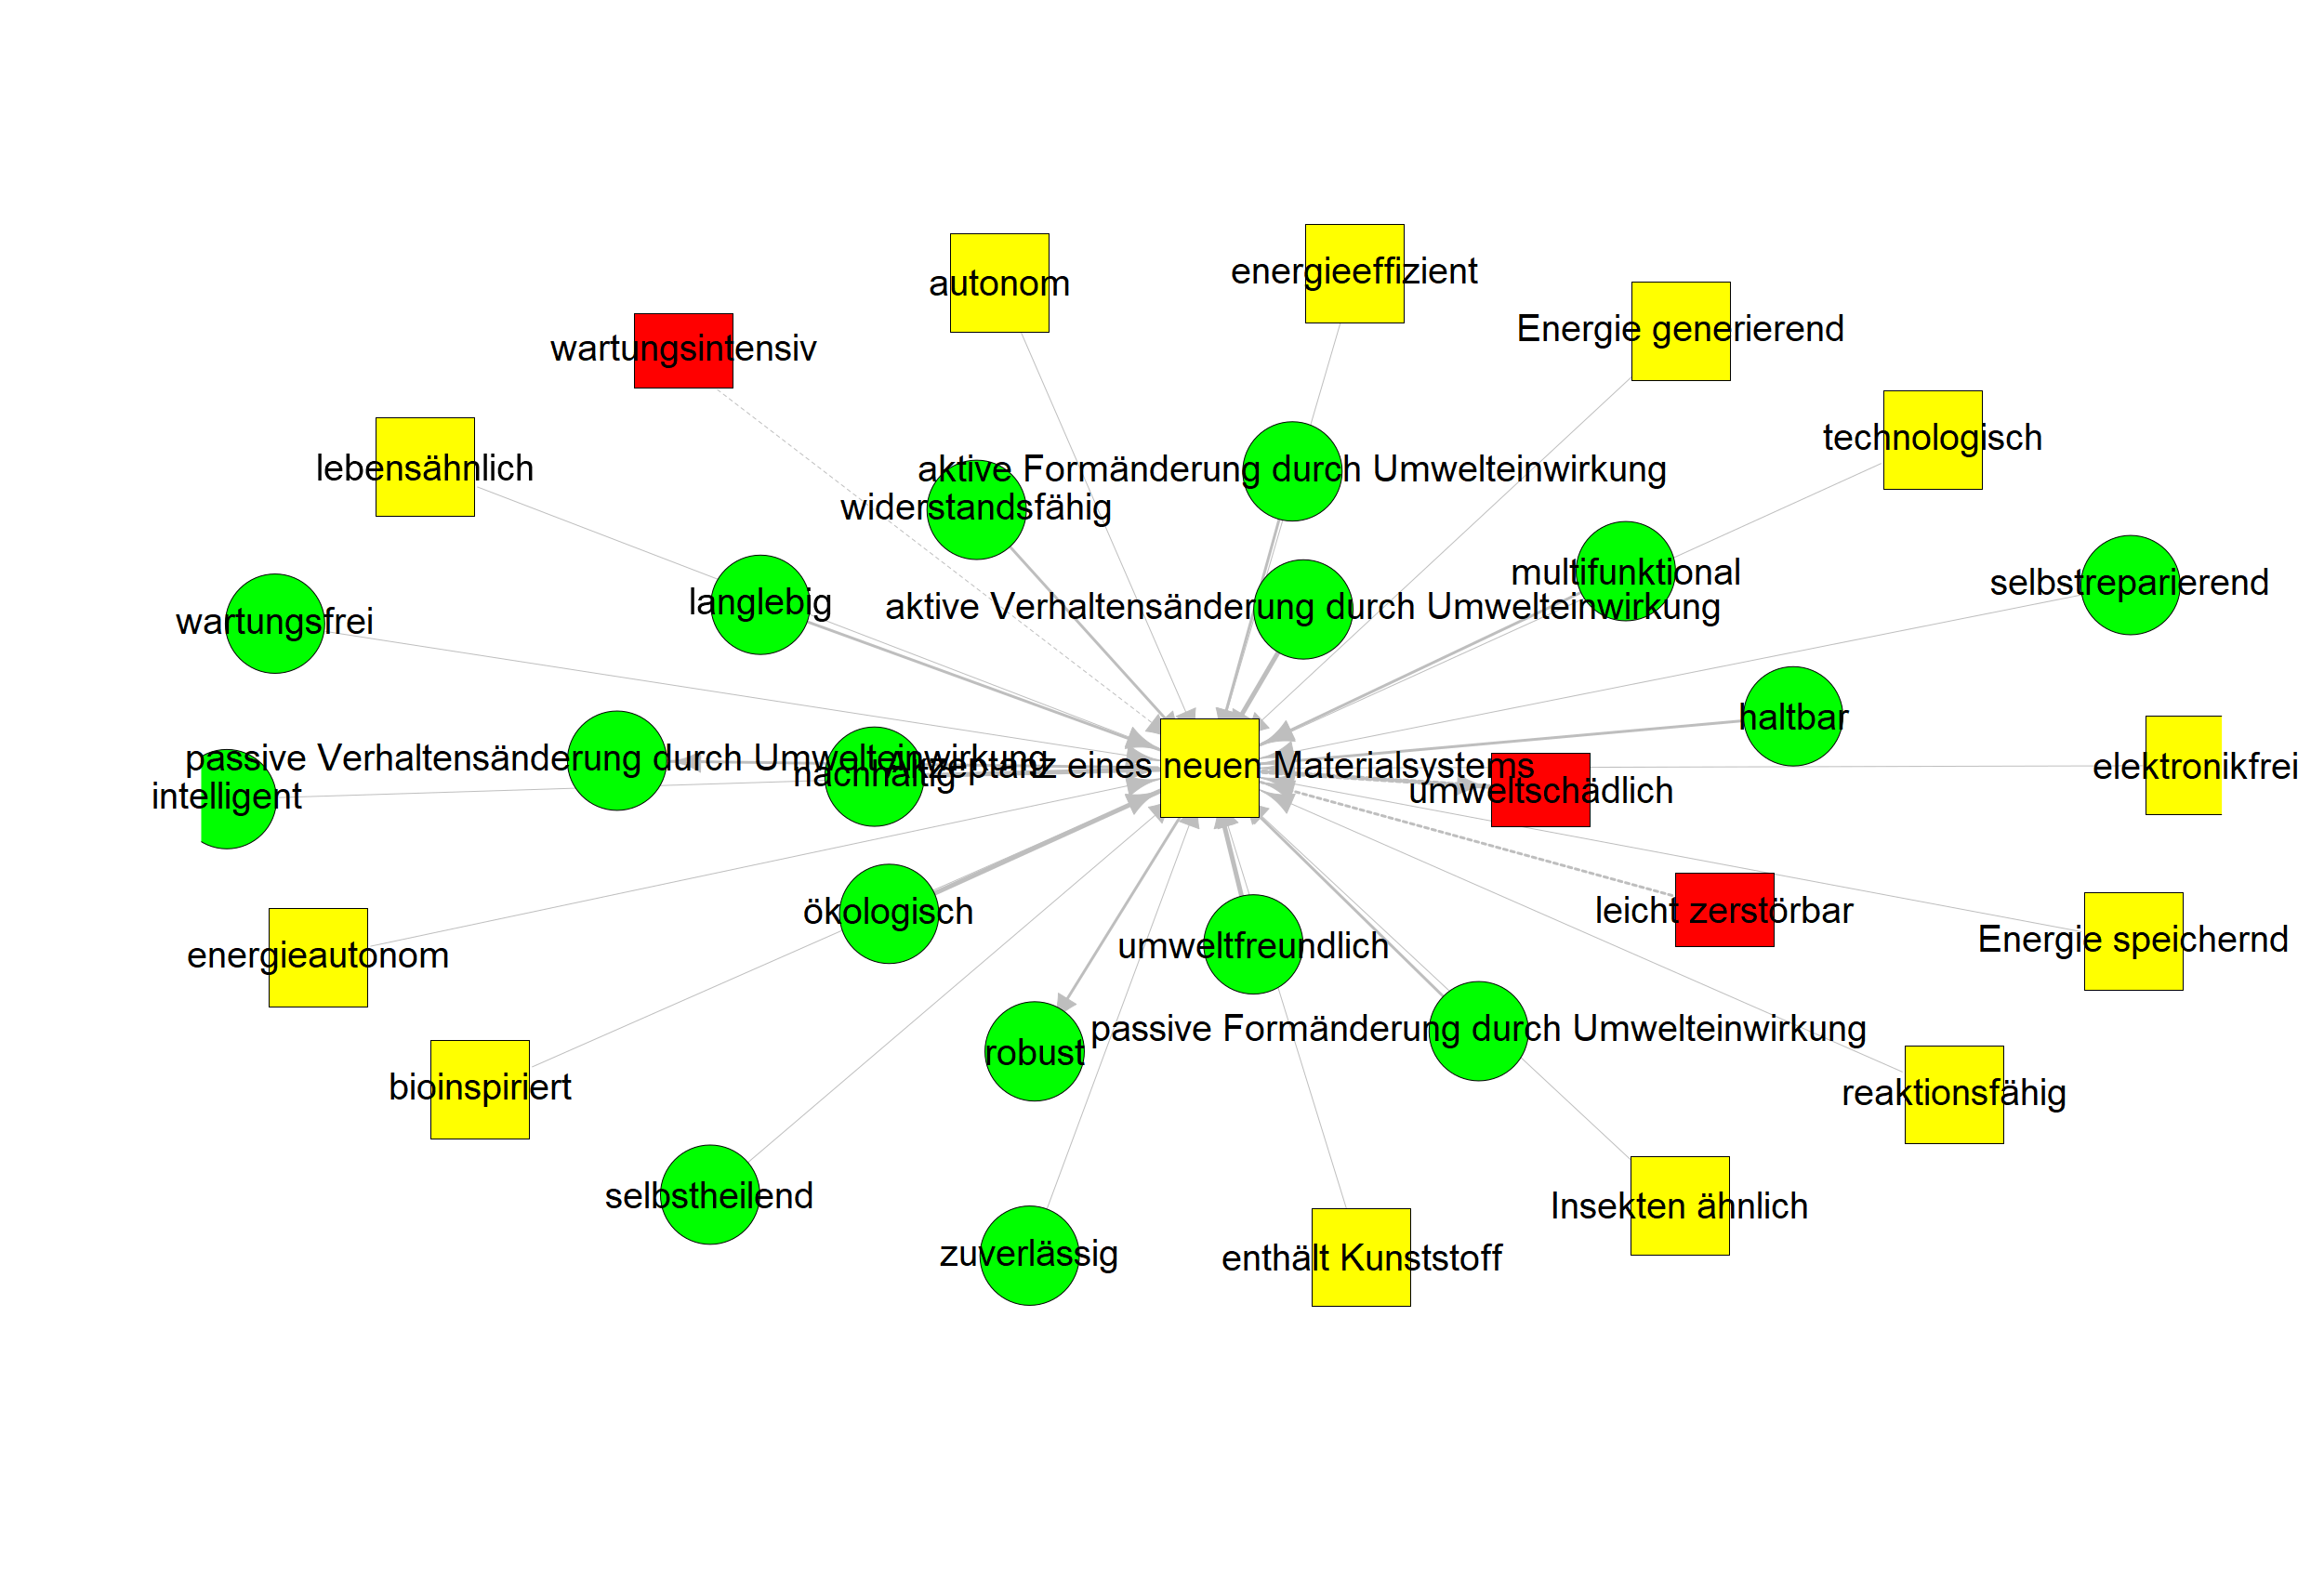 energieeffizient
autonom
Energie generierend
wartungsintensiv
technologisch
lebensähnlich
aktive Formänderung durch Umwelteinwirkung
widerstandsfähig
multifunktional
selbstreparierend
langlebig
aktive Verhaltensänderung durch Umwelteinwirkung
wartungsfrei
haltbar
passive Verhaltensänderung durch Umwelteinwirkung
Akzeptanz eines neuen Materialsystems
elektronikfrei
nachhaltig
umweltschädlich
intelligent
leicht zerstörbar
ökologisch
Energie speichernd
umweltfreundlich
energieautonom
passive Formänderung durch Umwelteinwirkung
robust
bioinspiriert
reaktionsfähig
selbstheilend
Insekten ähnlich
zuverlässig
enthält Kunststoff